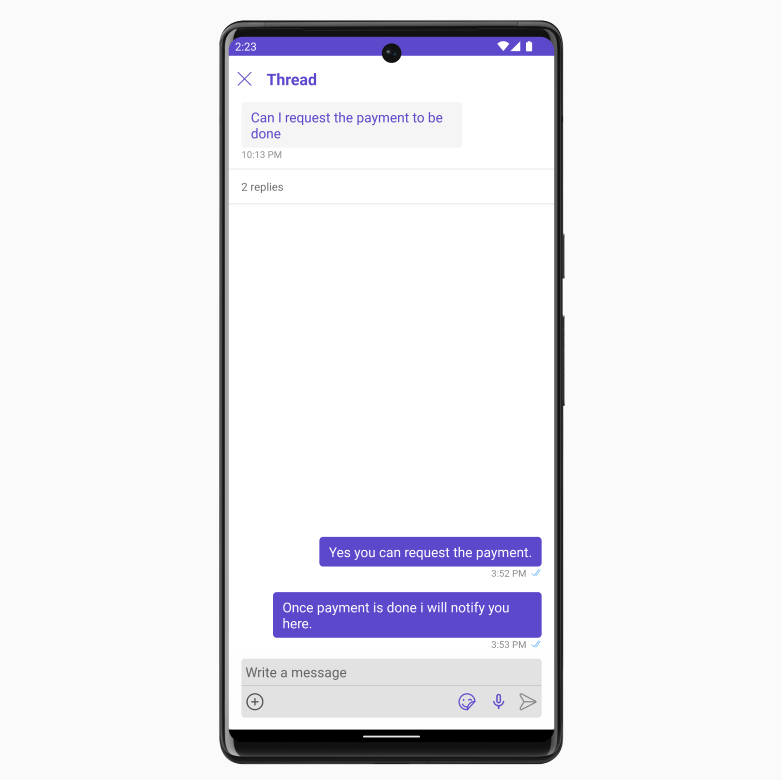 2:23
Thread
Can I request the payment to be
done
10:13 PM
2 replies
Yes you can request the payment.
3:52 PM
Once payment is done i will notify you
here.
3:53 PM
Write a message